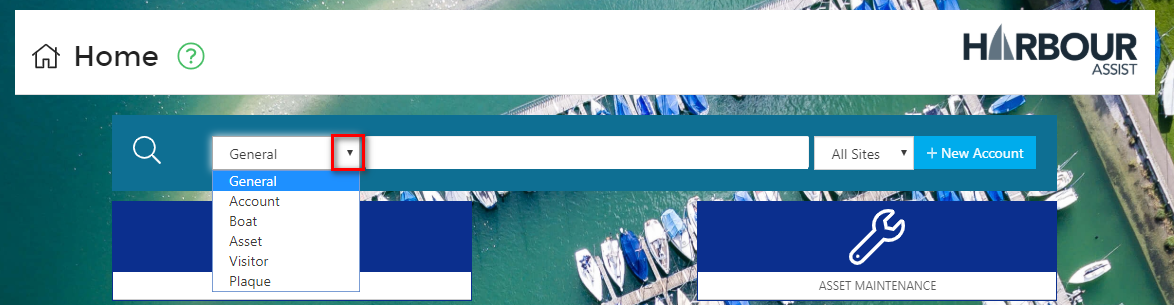 Home ?
HARBOUR
ASSIST
General All Sites + New Account
General
Account
Boat
Asset
Visitor
Plaque
ASSET MAINTENANCE